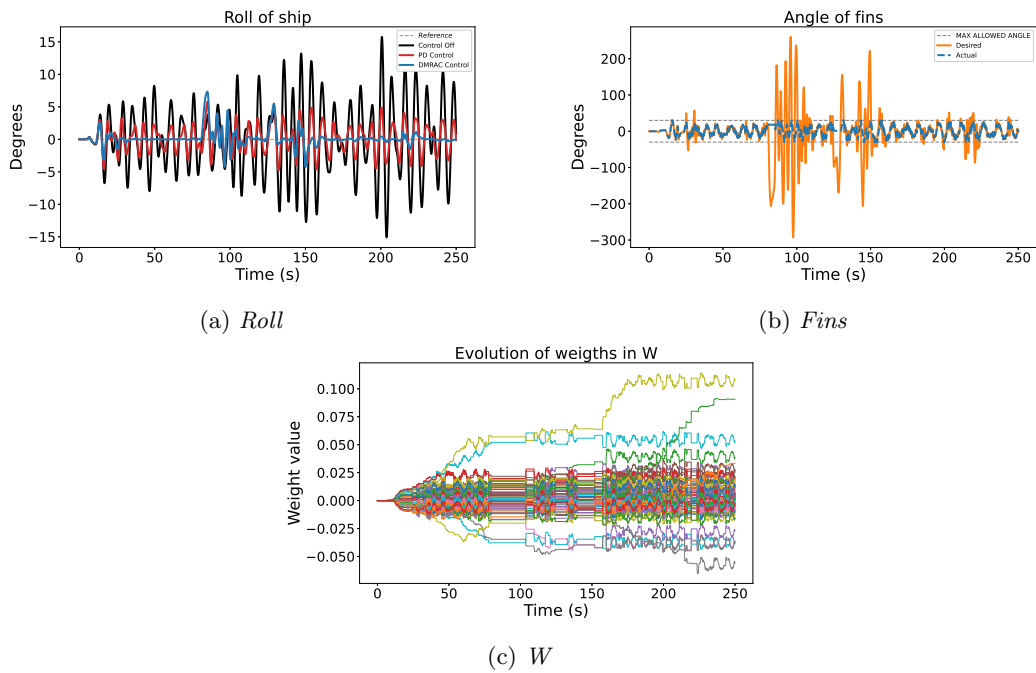 Roll of ship
Reference
Control Off
PD Control
DMRAC Control
15
10
5
0
−5
−10
−15
Degrees
0 50 100 150 200 250
Time (s)
(a) Roll
Angle of fins
MAX ALLOWED ANGLE
Desired
Actual
200
100
0
−100
−200
−300
Degrees
0 50 100 150 200 250
Time (s)
(b) Fins
Evolution of weigths in W
0.100
0.075
0.050
0.025
0.000
−0.025
−0.050
Weight value
0 50 100 150 200 250
Time (s)
(c) W